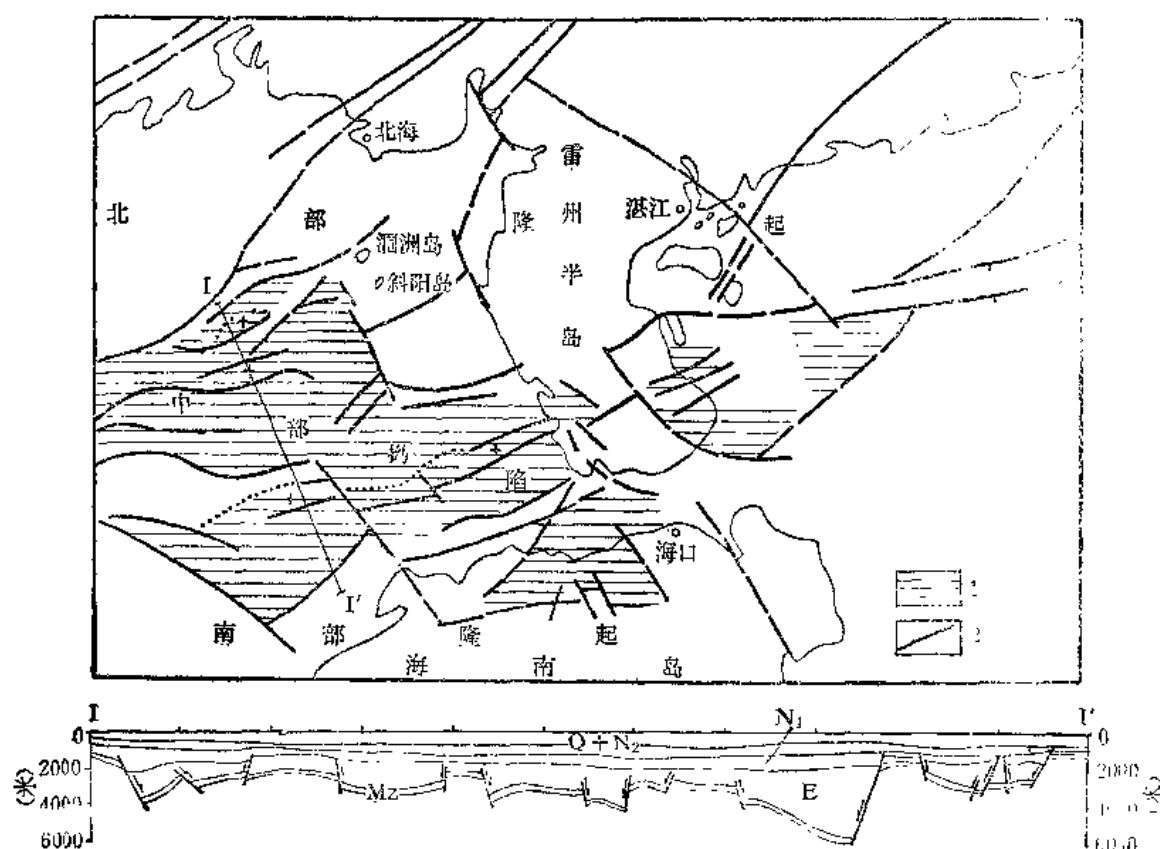 北海
雷州半岛
北部隆起
湛江
涠洲岛
斜阳岛
I
中部坳陷
海口
1
2
I'
南部隆起
海南岛
I
N₁
I'
0
Q+N₂
0
2000
2000
(米)
Mz
E
米)
4000
6000